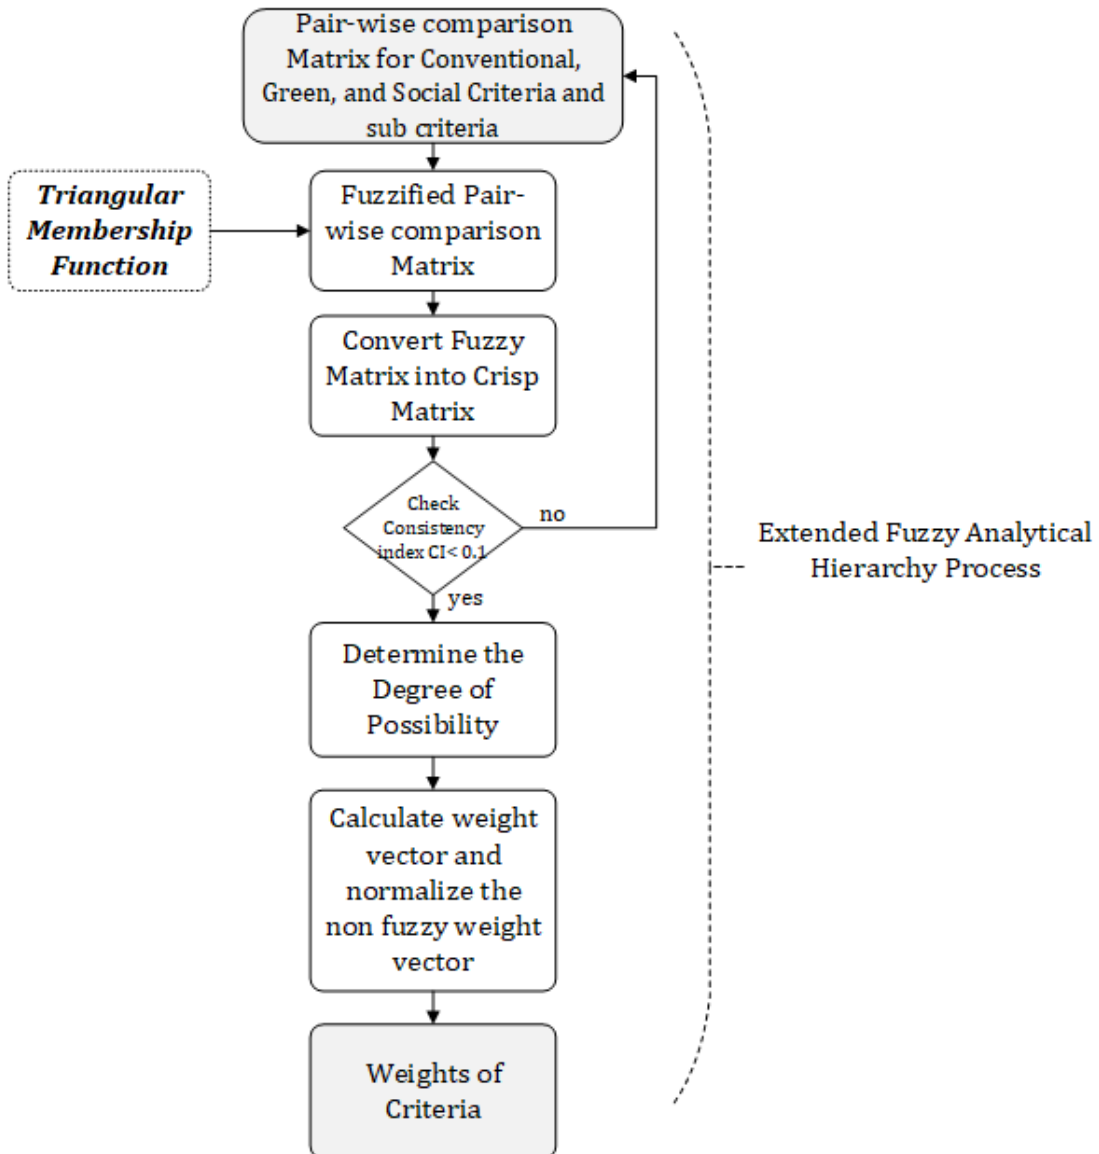 Pair-wise comparison
Matrix for Conventional,
Green, and Social Criteria and
sub criteria
Triangular
Membership
Function
Fuzzified Pair-
wise comparison
Matrix
Convert Fuzzy
Matrix into Crisp
Matrix
Check
Consistency
index CI< 0.1
no
yes
Extended Fuzzy Analytical
Hierarchy Process
Determine the
Degree of
Possibility
Calculate weight
vector and
normalize the
non fuzzy weight
vector
Weights of
Criteria